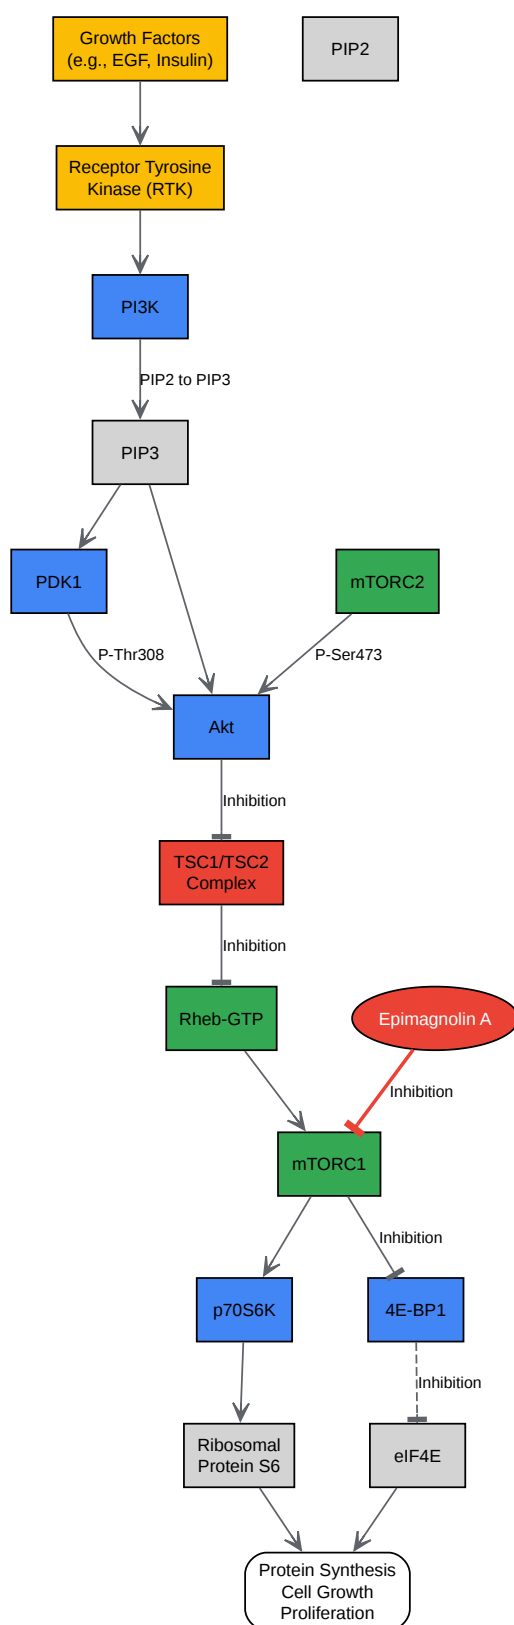 Growth Factors
(e.g., EGF, Insulin)
PIP2
Receptor Tyrosine
Kinase (RTK)
PI3K
PIP2 to PIP3
PIP3
PDK1
mTORC2
P-Thr308
P-Ser473
Akt
Inhibition
TSC1/TSC2
Complex
Inhibition
Rheb-GTP
Epimagnolin A
Inhibition
mTORC1
Inhibition
p70S6K
4E-BP1
Inhibition
Ribosomal
Protein S6
eIF4E
Protein Synthesis
Cell Growth
Proliferation